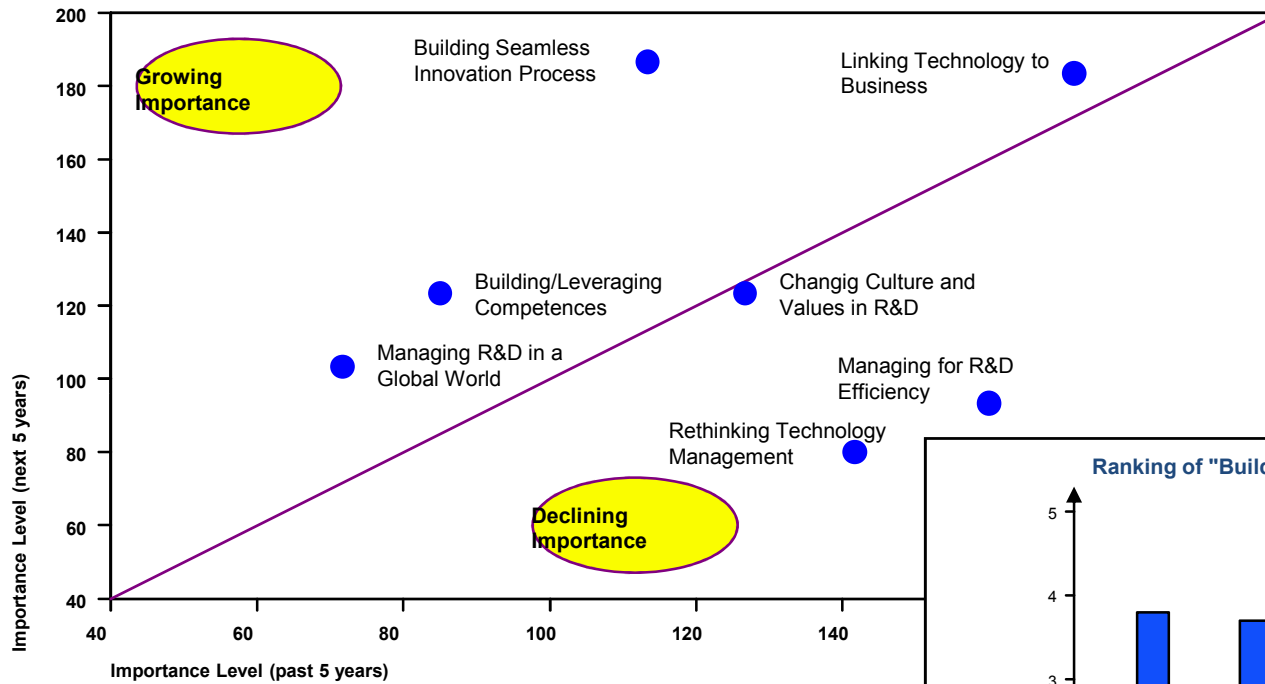 200
180
160
140
120
100
80
60
40
Importance Level (next 5 years)
Growing
Importance
Building Seamless
Innovation Process
Linking Technology to
Business
Building/Leveraging
Competences
Changig Culture and
Values in R&D
Managing R&D in a
Global World
Managing for R&D
Efficiency
Rethinking Technology
Management
Declining
Importance
40 60 80 100 120 140
Importance Level (past 5 years)
Ranking of "Build
5
4
3